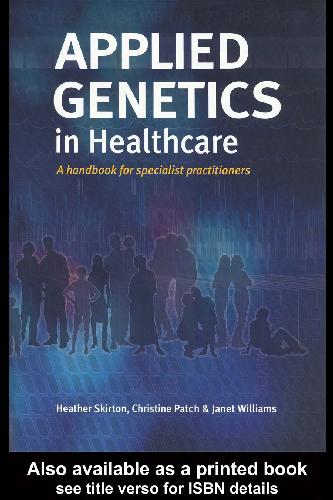 APPLIED
GENETICS
in Healthcare
A handbook for specialist practitioners
Heather Skirton, Christine Patch & Janet Williams
Also available as a printed book
see title verso for ISBN details